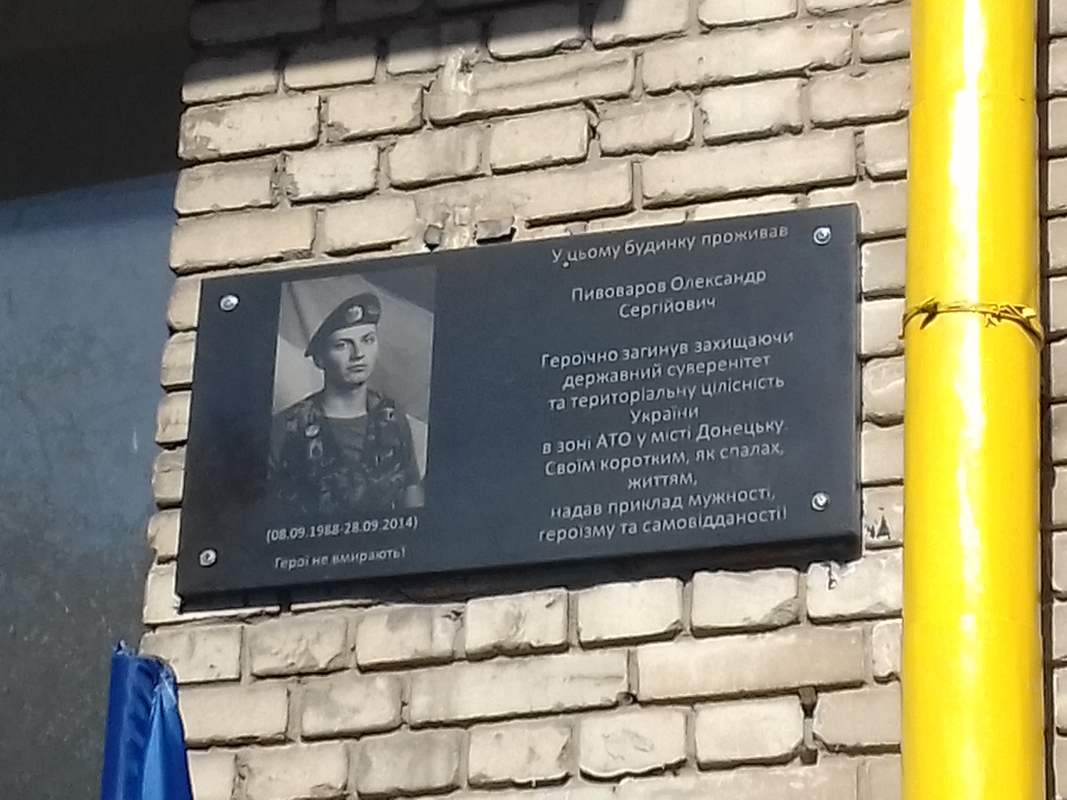 У цьому будинку проживав
Пивоваров Олександр
Сергійович
Героїчно загинув захищаючи
державний суверенітет
та територіальну цілісність
України
в зоні АТО у місті Донецьку.
Своїм коротким, як спалах,
життям,
надав приклад мужності,
героїзму та самовідданості!
(08.09.1988-28.09.2014)
Герої не вмирають!